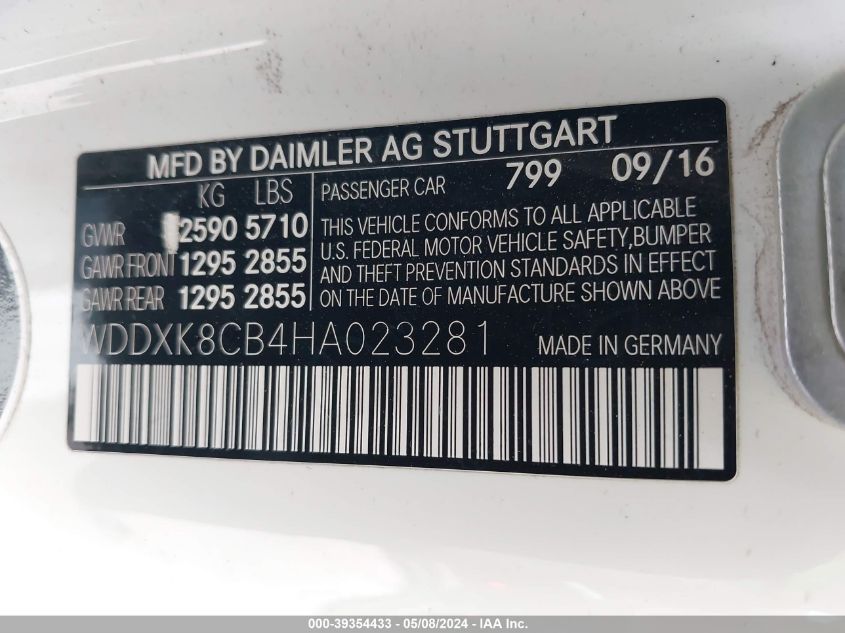 MFD BY DAIMLER AG STUTTGART
KG LBS
GVWR 2590 5710
GAWR FRONT 1295 2855
GAWR REAR 1295 2855
PASSENGER CAR 799 09/16
THIS VEHICLE CONFORMS TO ALL APPLICABLE
U.S. FEDERAL MOTOR VEHICLE SAFETY,BUMPER
AND THEFT PREVENTION STANDARDS IN EFFECT
ON THE DATE OF MANUFACTURE SHOWN ABOVE
WDDXK8CB4HA023281 MADE IN GERMANY
000-39354433 - 05/08/2024 - IAA Inc.